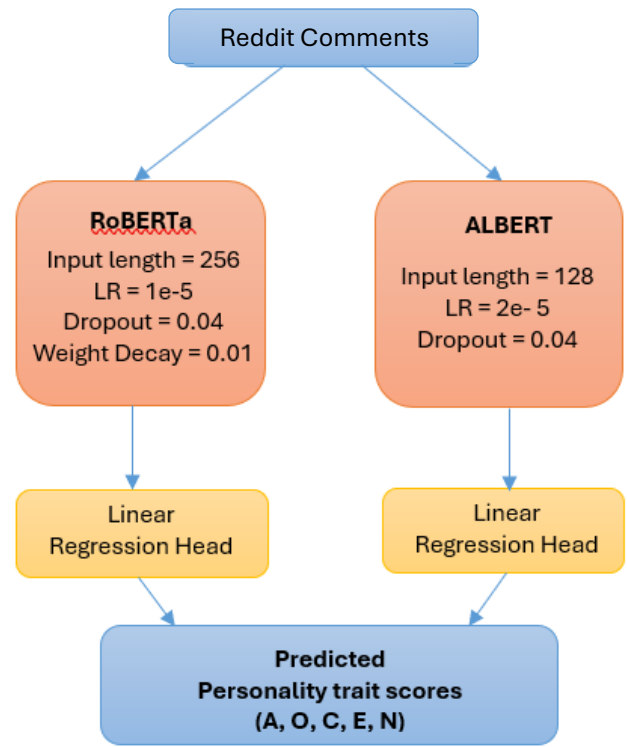 Reddit Comments
RoBERTa
Input length = 256
LR = 1e-5
Dropout = 0.04
Weight Decay = 0.01
ALBERT
Input length = 128
LR = 2e- 5
Dropout = 0.04
Linear
Regression Head
Linear
Regression Head
Predicted
Personality trait scores
(A, O, C, E, N)